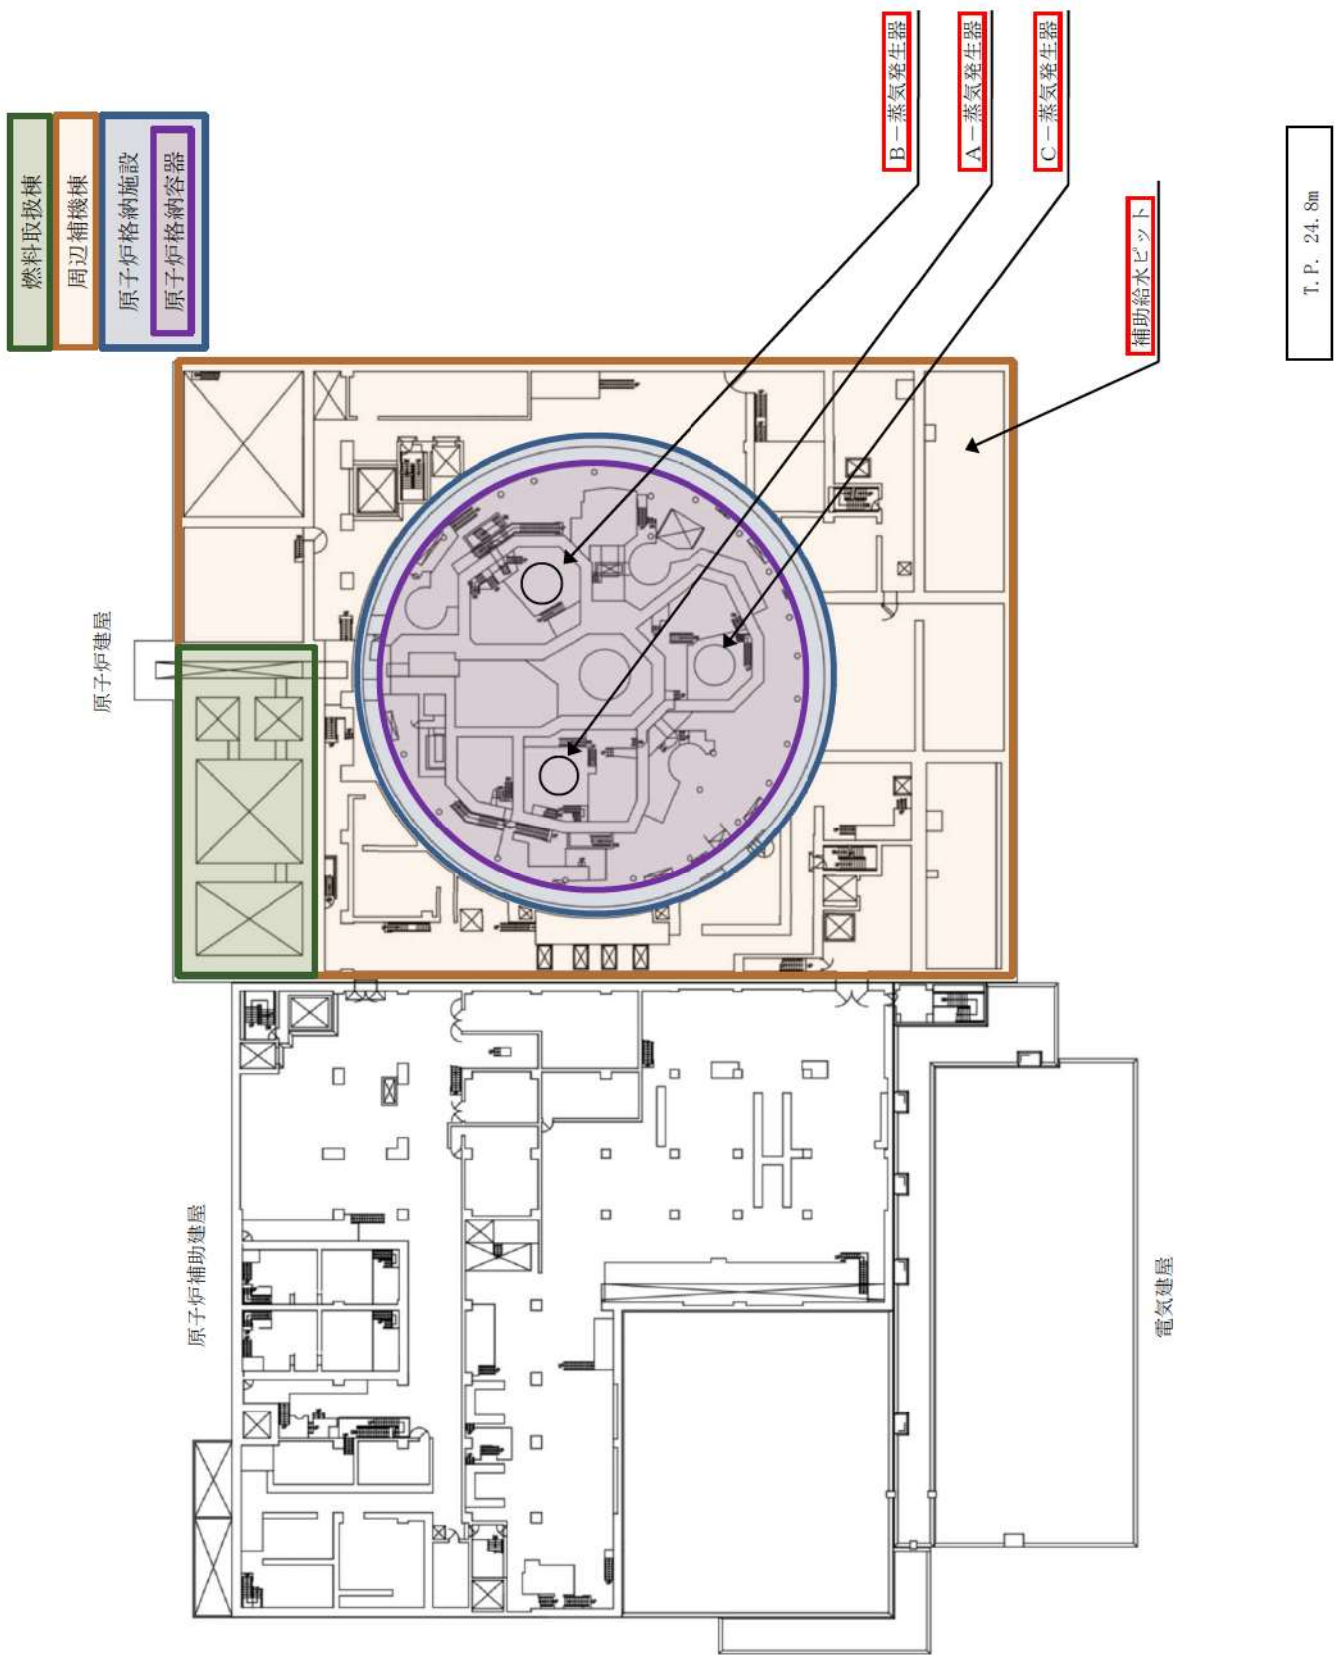 燃料取扱棟
周辺補機棟
原子炉格納施設
原子炉格納容器
B－蒸気発生器
A－蒸気発生器
C－蒸気発生器
補助給水ピット
T.P. 24.8m
原子炉建屋
原子炉補助建屋
電気建屋